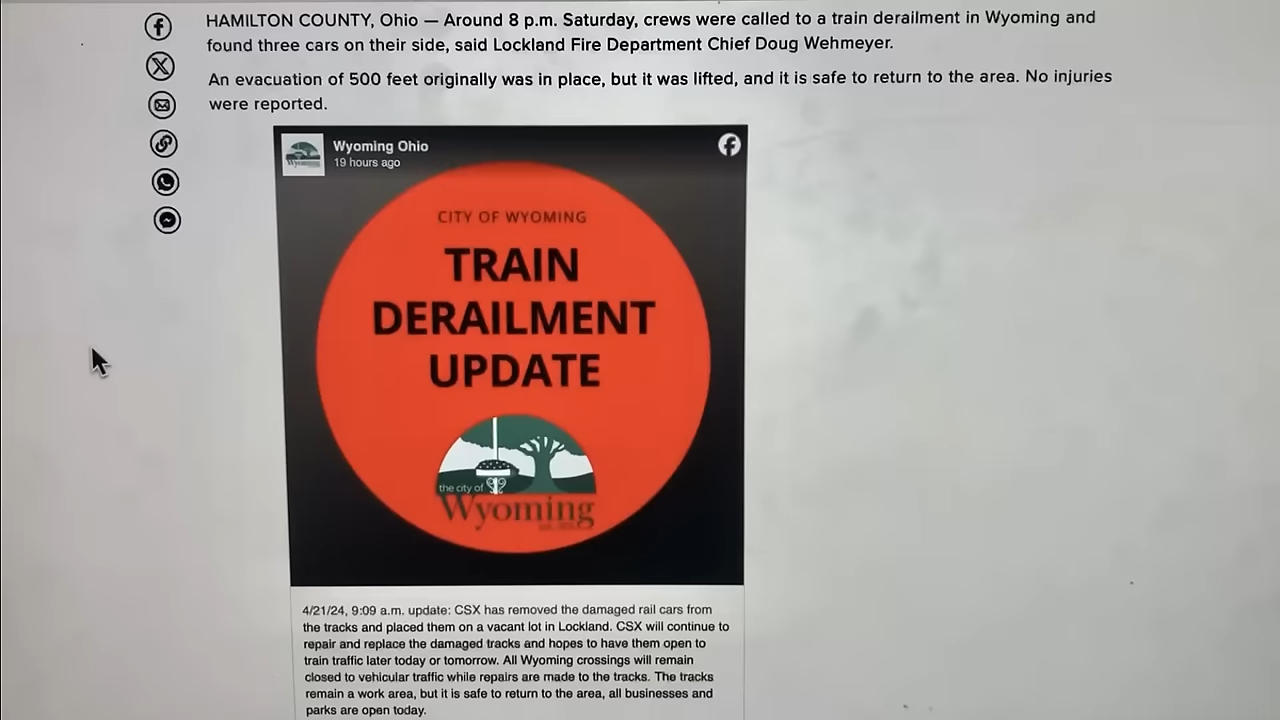 HAMILTON COUNTY, Ohio — Around 8 p.m. Saturday, crews were called to a train derailment in Wyoming and
found three cars on their side, said Lockland Fire Department Chief Doug Wehmeyer.
An evacuation of 500 feet originally was in place, but it was lifted, and it is safe to return to the area. No injuries
were reported.
Wyoming Ohio
19 hours ago
CITY OF WYOMING
TRAIN
DERAILMENT
UPDATE
the city of
Wyoming
4/21/24, 9:09 a.m. update: CSX has removed the damaged rail cars from
the tracks and placed them on a vacant lot in Lockland. CSX will continue to
repair and replace the damaged tracks and hopes to have them open to
train traffic later today or tomorrow. All Wyoming crossings will remain
closed to vehicular traffic while repairs are made to the tracks. The tracks
remain a work area, but it is safe to return to the area, all businesses and
parks are open today.